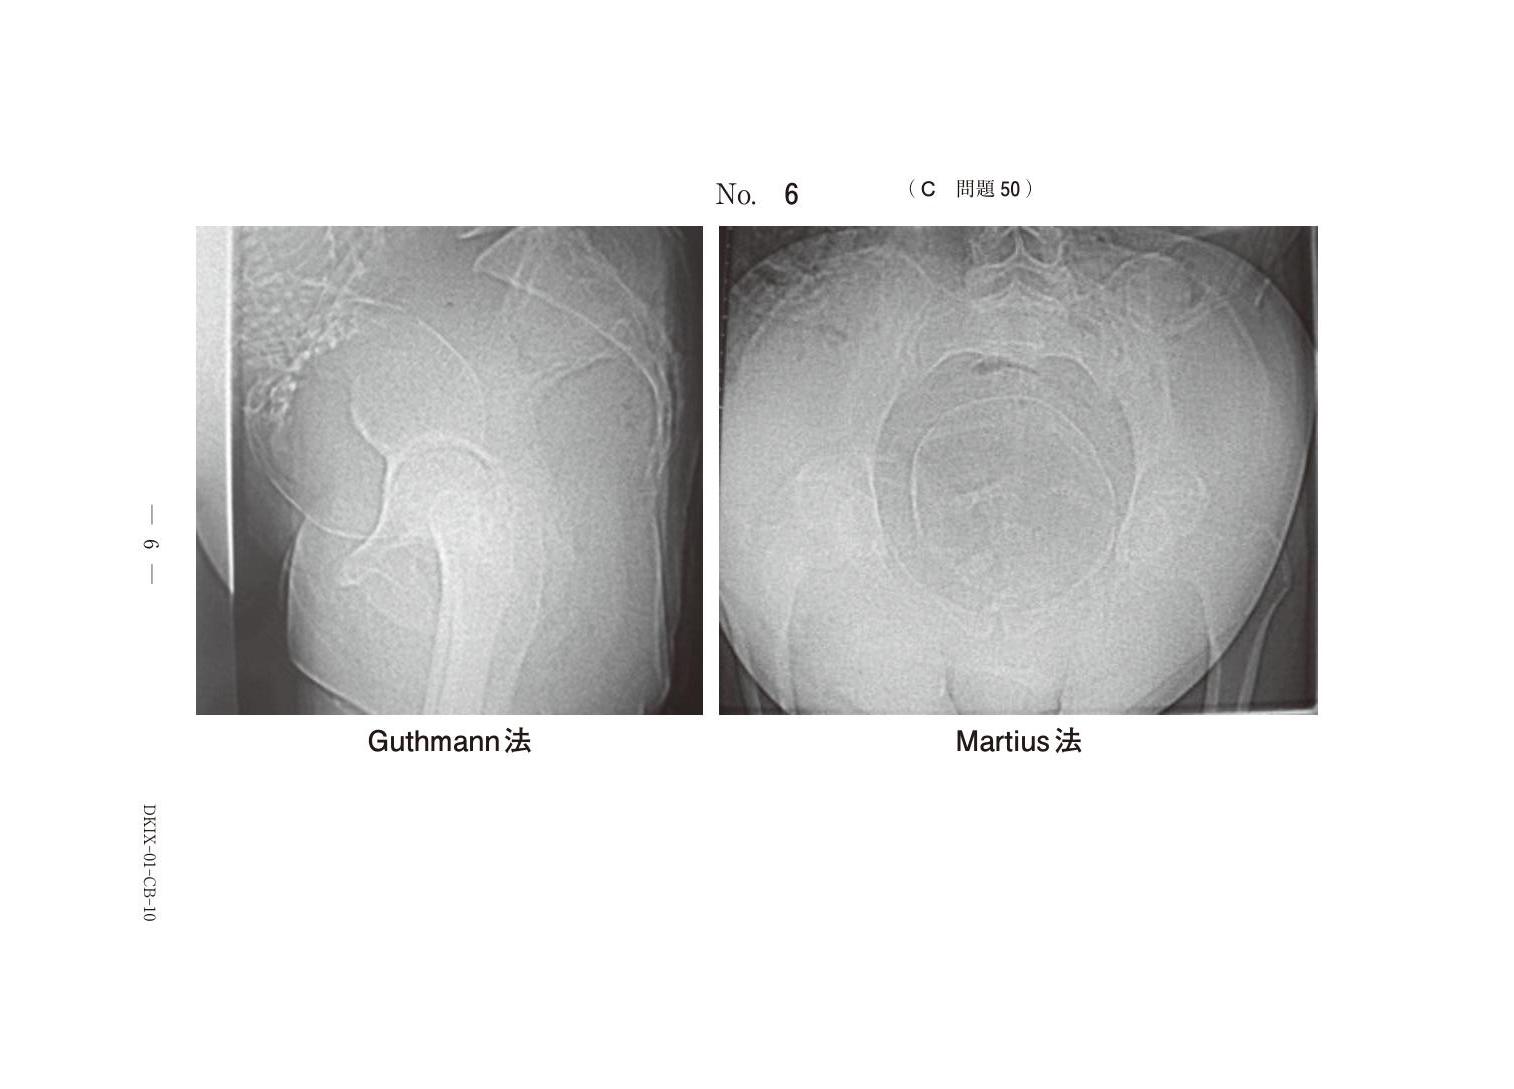 No. 6 （C 問題 50）
Guthmann法
Martius法
— 6 —
DKIX-01-CB-10